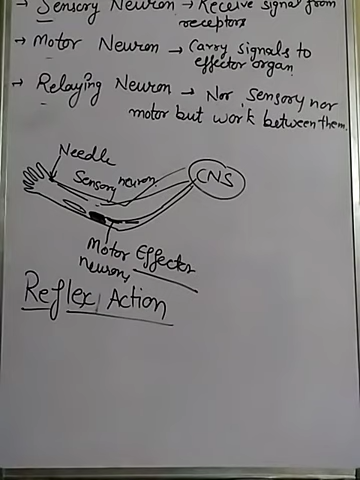 → Sensory Neuron → Receive signal from
receptors
→ Motor Neuron → Carry signals to
effector organ.
→ Relaying Neuron → Nor sensory nor
motor but work between them.
Needle
Sensory neuron
CNS
Motor Effector
neuron
Reflex Action